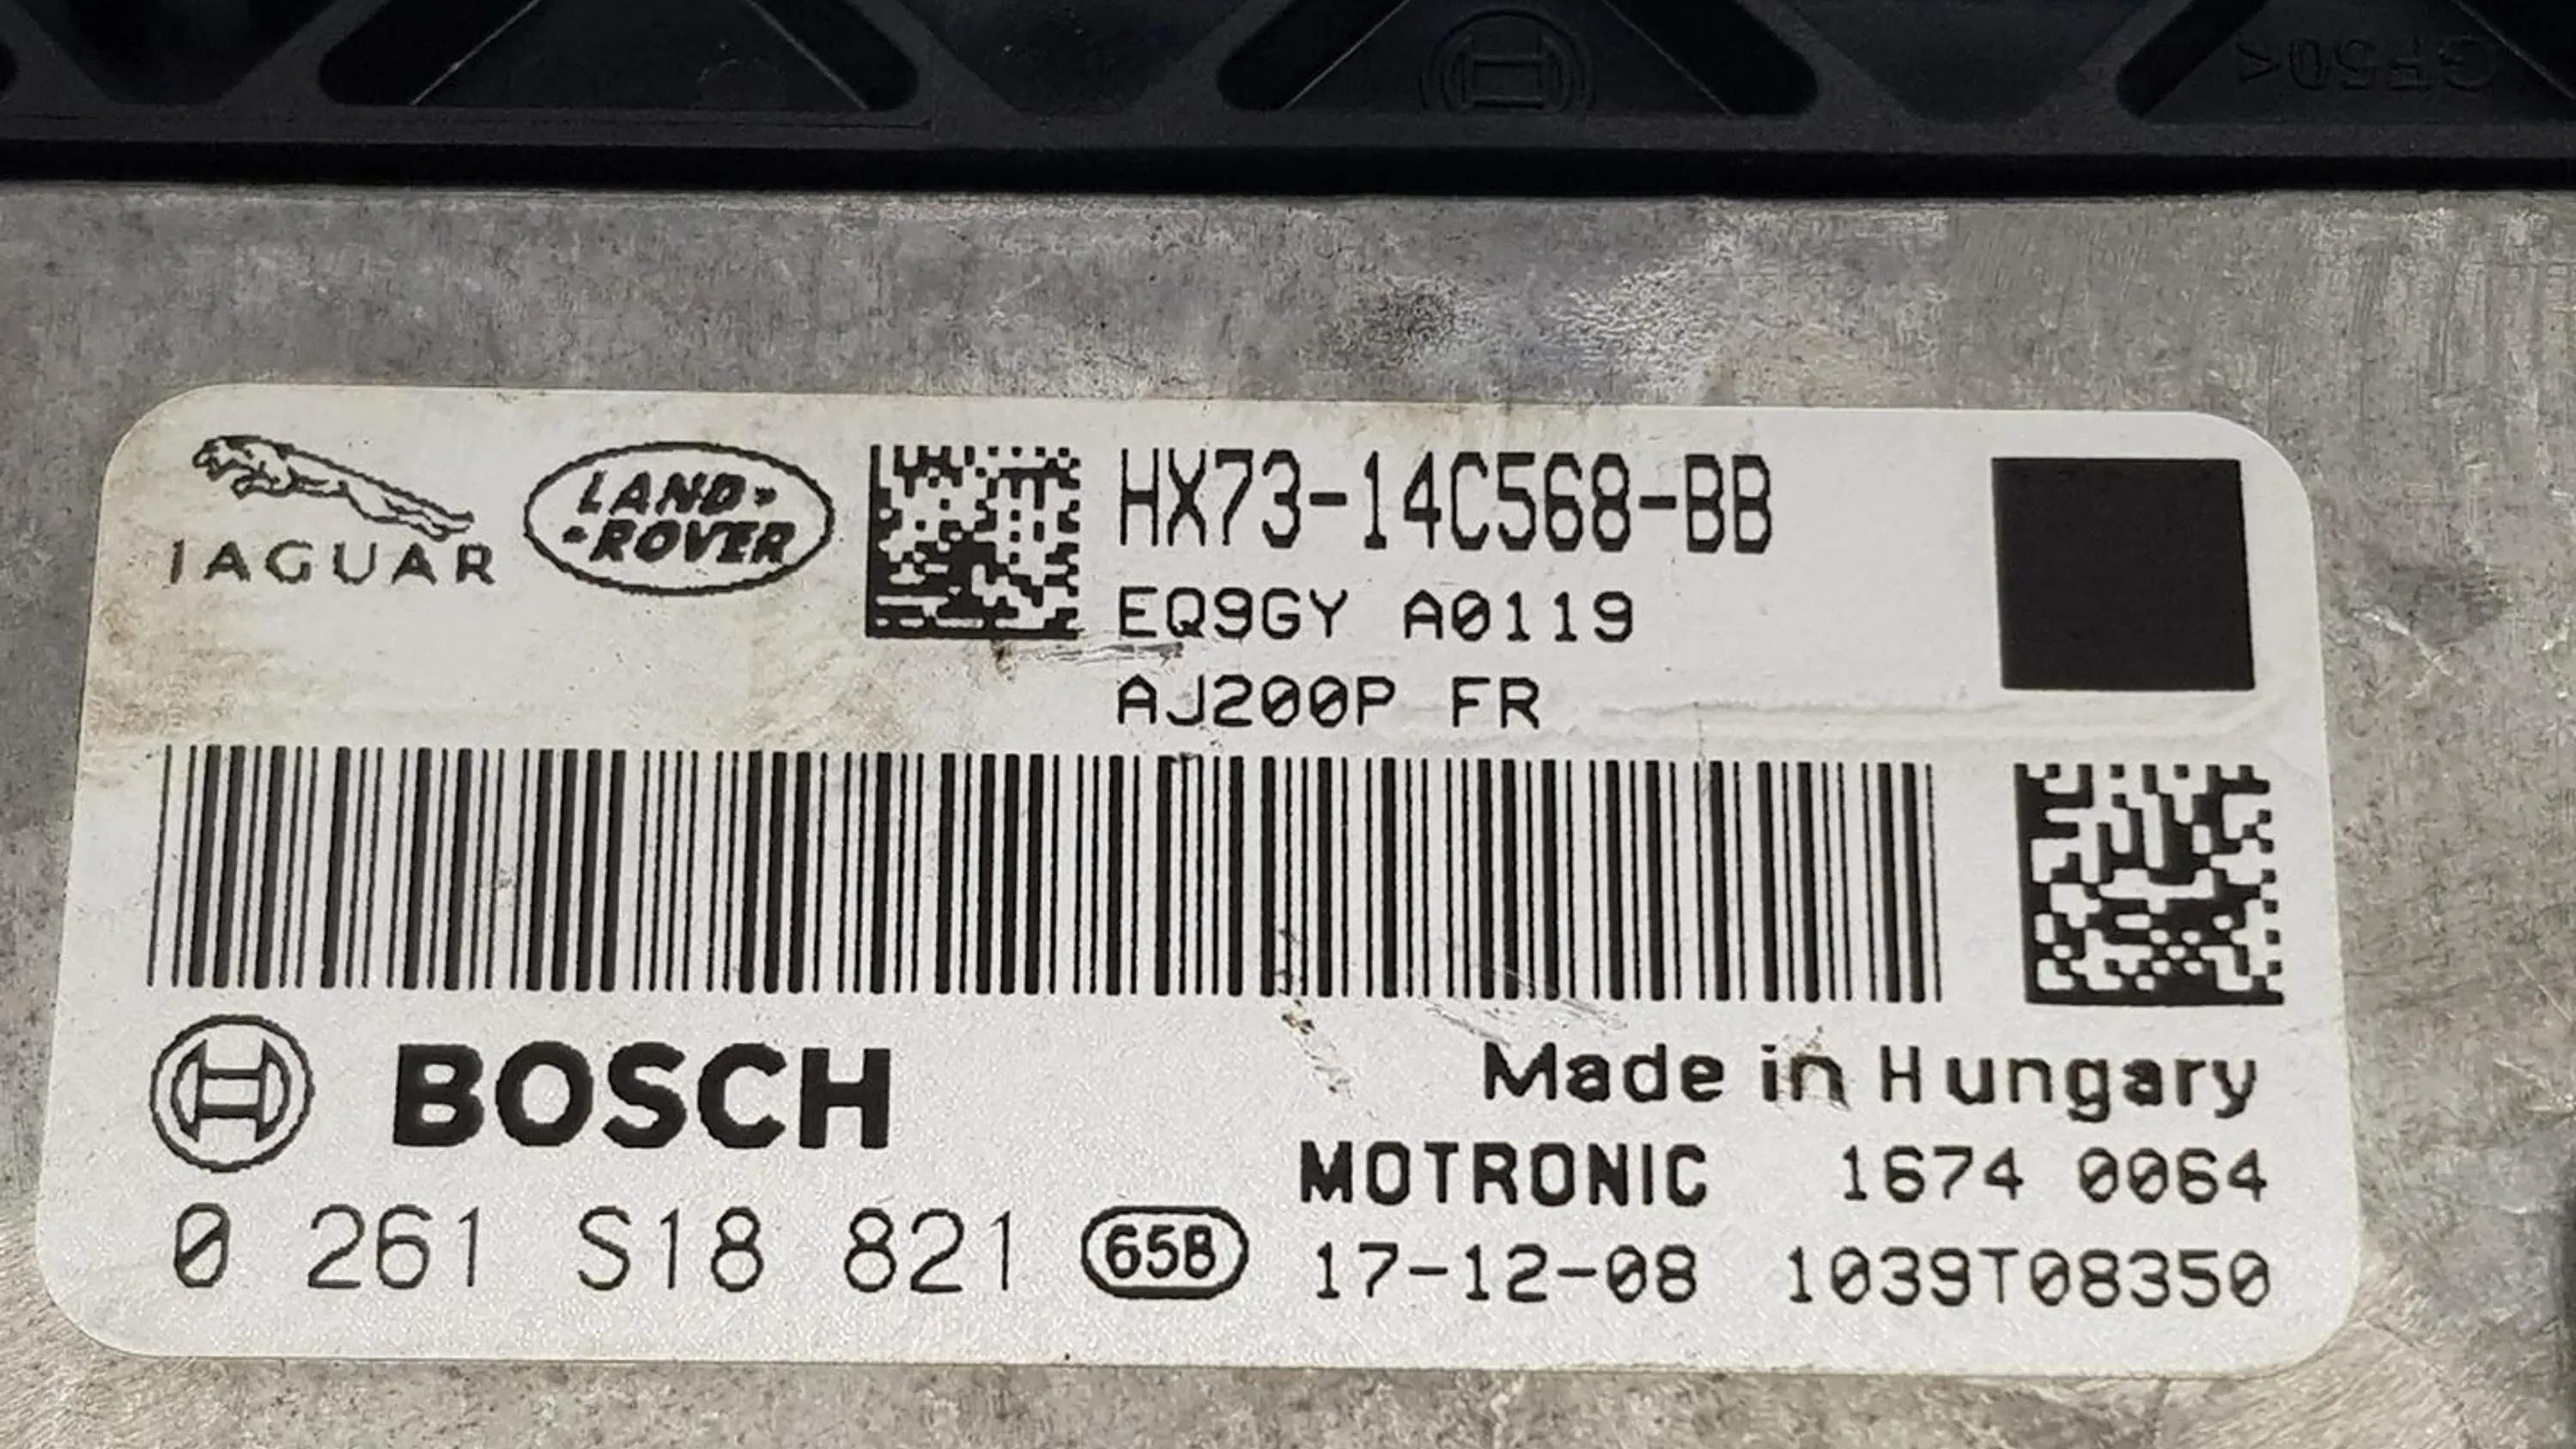 GF50<
JAGUAR
LAND-
-ROVER
HX73-14C568-BB
EQ9GY A0119
AJ200P FR
BOSCH
Made in Hungary
MOTRONIC 1674 0064
0 261 S18 821 658 17-12-08 1039T08350